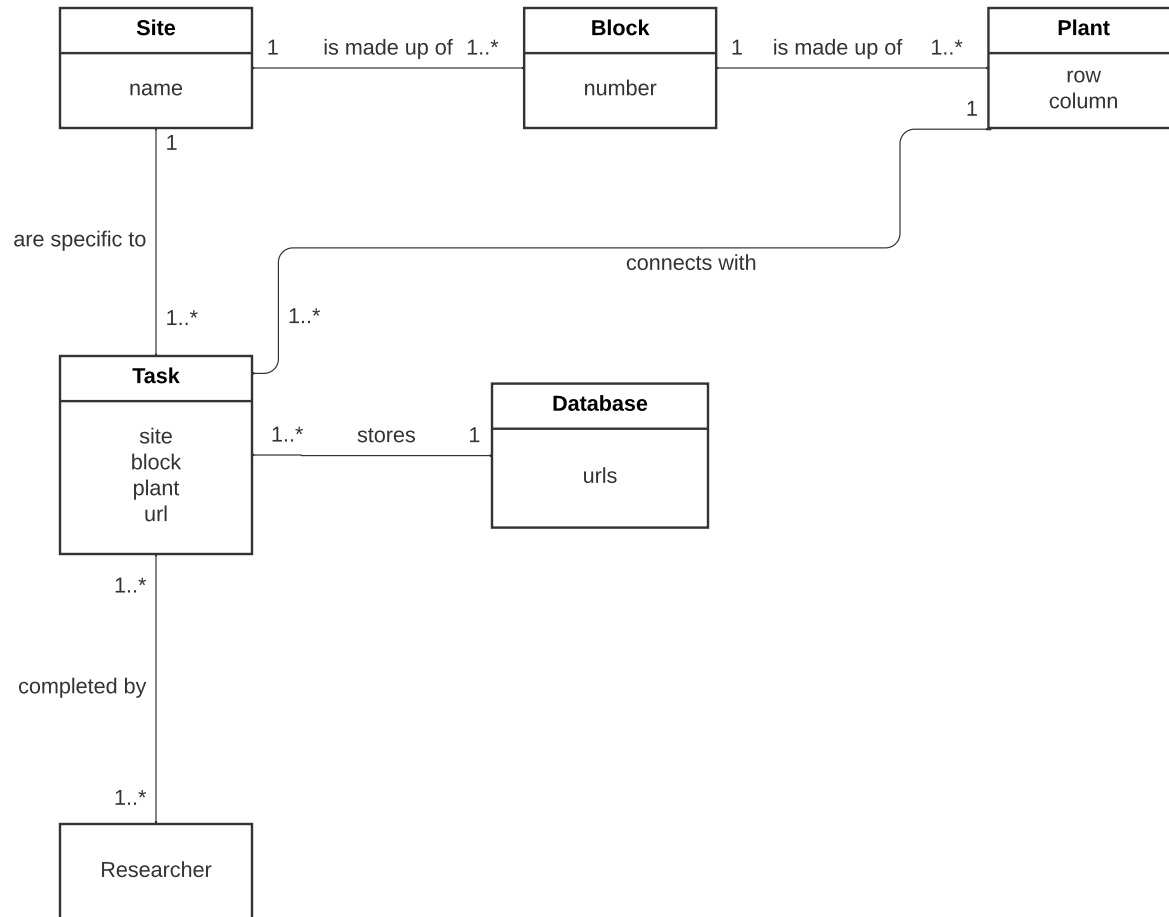 Site
Block
Plant
1
is made up of
1..*
1
is made up of
1..*
name
number
row
column
1
1
are specific to
connects with
1..*
1..*
Task
Database
site
block
plant
url
1..*
stores
1
urls
1..*
completed by
1..*
Researcher